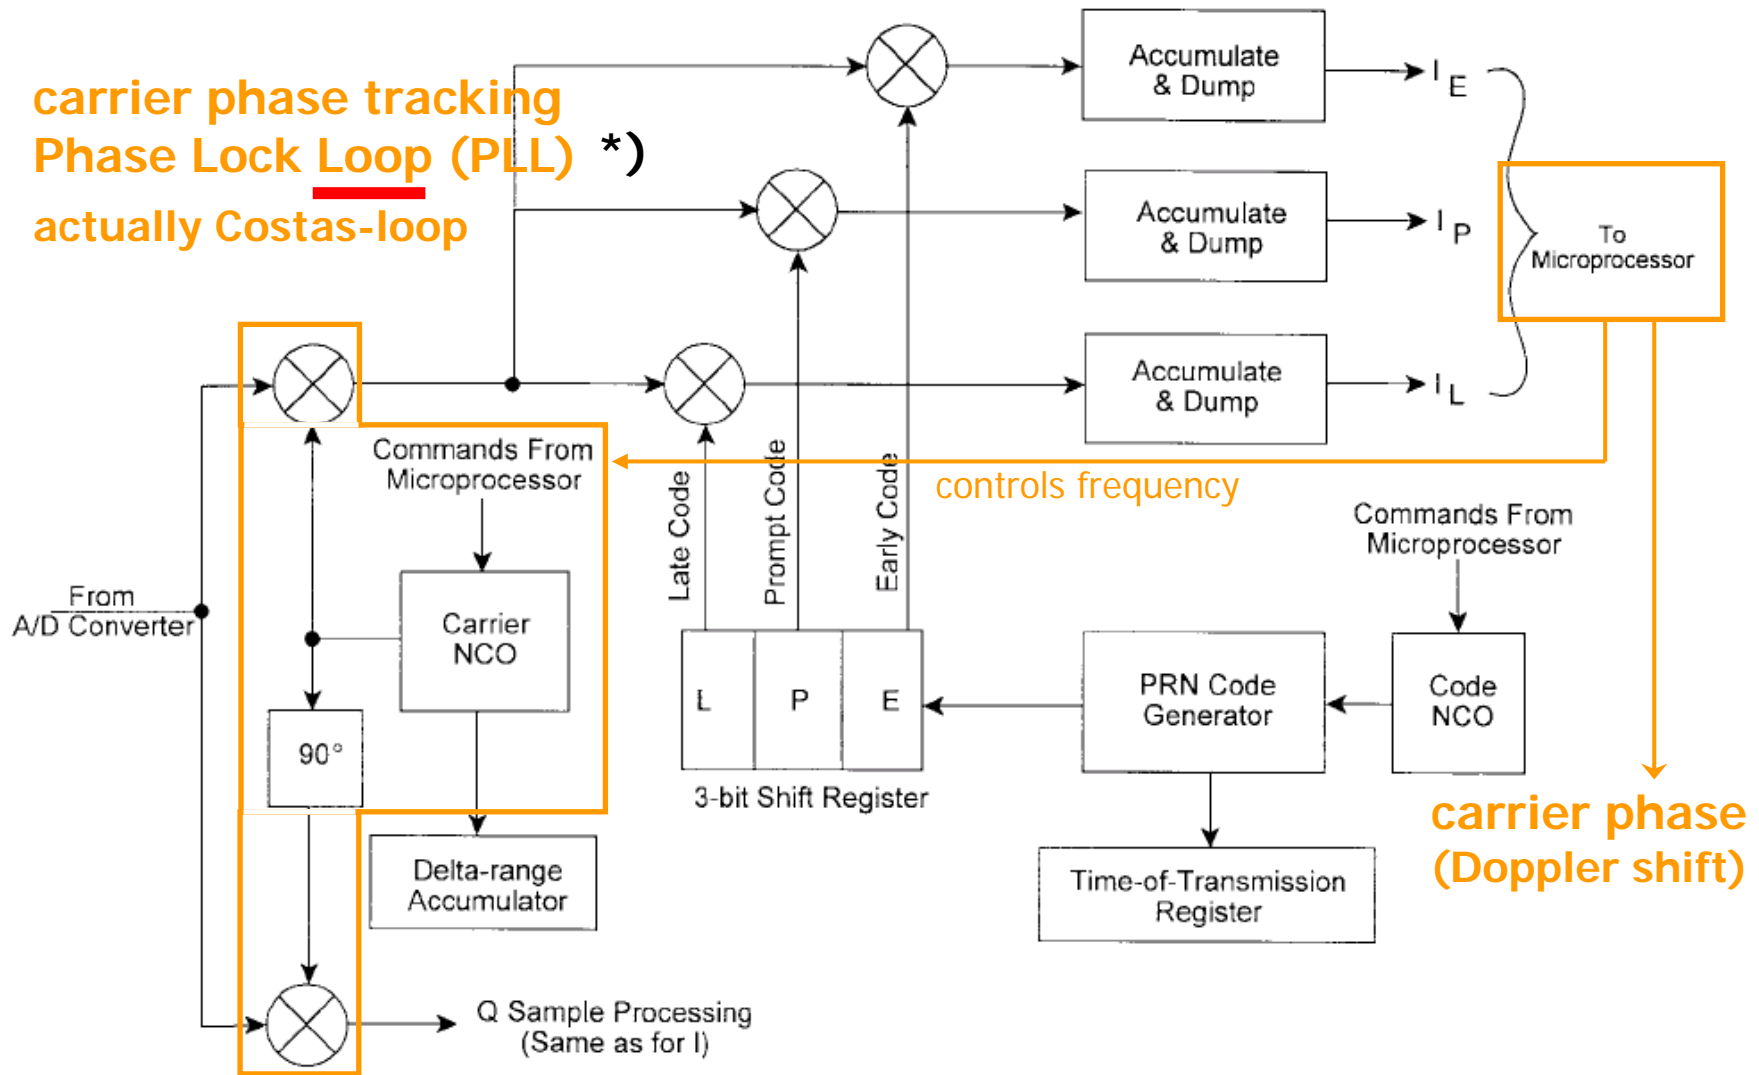 carrier phase tracking
Phase Lock Loop (PLL) *)
actually Costas-loop
Accumulate
& Dump
I E
Accumulate
& Dump
I P
To
Microprocessor
Accumulate
& Dump
I L
Commands From
Microprocessor
controls frequency
Late Code
Prompt Code
Early Code
Commands From
Microprocessor
From
A/D Converter
Carrier
NCO
90°
L P E
3-bit Shift Register
PRN Code
Generator
Code
NCO
carrier phase
(Doppler shift)
Delta-range
Accumulator
Time-of-Transmission
Register
Q Sample Processing
(Same as for I)